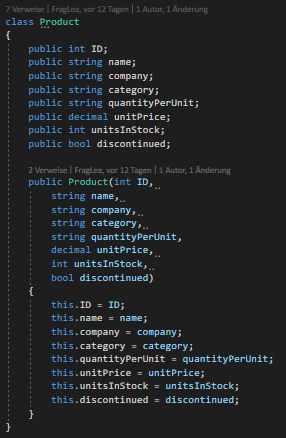 7 Verweise | FragLea, vor 12 Tagen | 1 Autor, 1 Änderung
class Product
{
public int ID;
public string name;
public string company;
public string category;
public string quantityPerUnit;
public decimal unitPrice;
public int unitsInStock;
public bool discontinued;
2 Verweise | FragLea, vor 12 Tagen | 1 Autor, 1 Änderung
public Product(int ID,
string name,
string company,
string category,
string quantityPerUnit,
decimal unitPrice,
int unitsInStock,
bool discontinued)
{
this.ID = ID;
this.name = name;
this.company = company;
this.category = category;
this.quantityPerUnit = quantityPerUnit;
this.unitPrice = unitPrice;
this.unitsInStock = unitsInStock;
this.discontinued = discontinued;
}
}